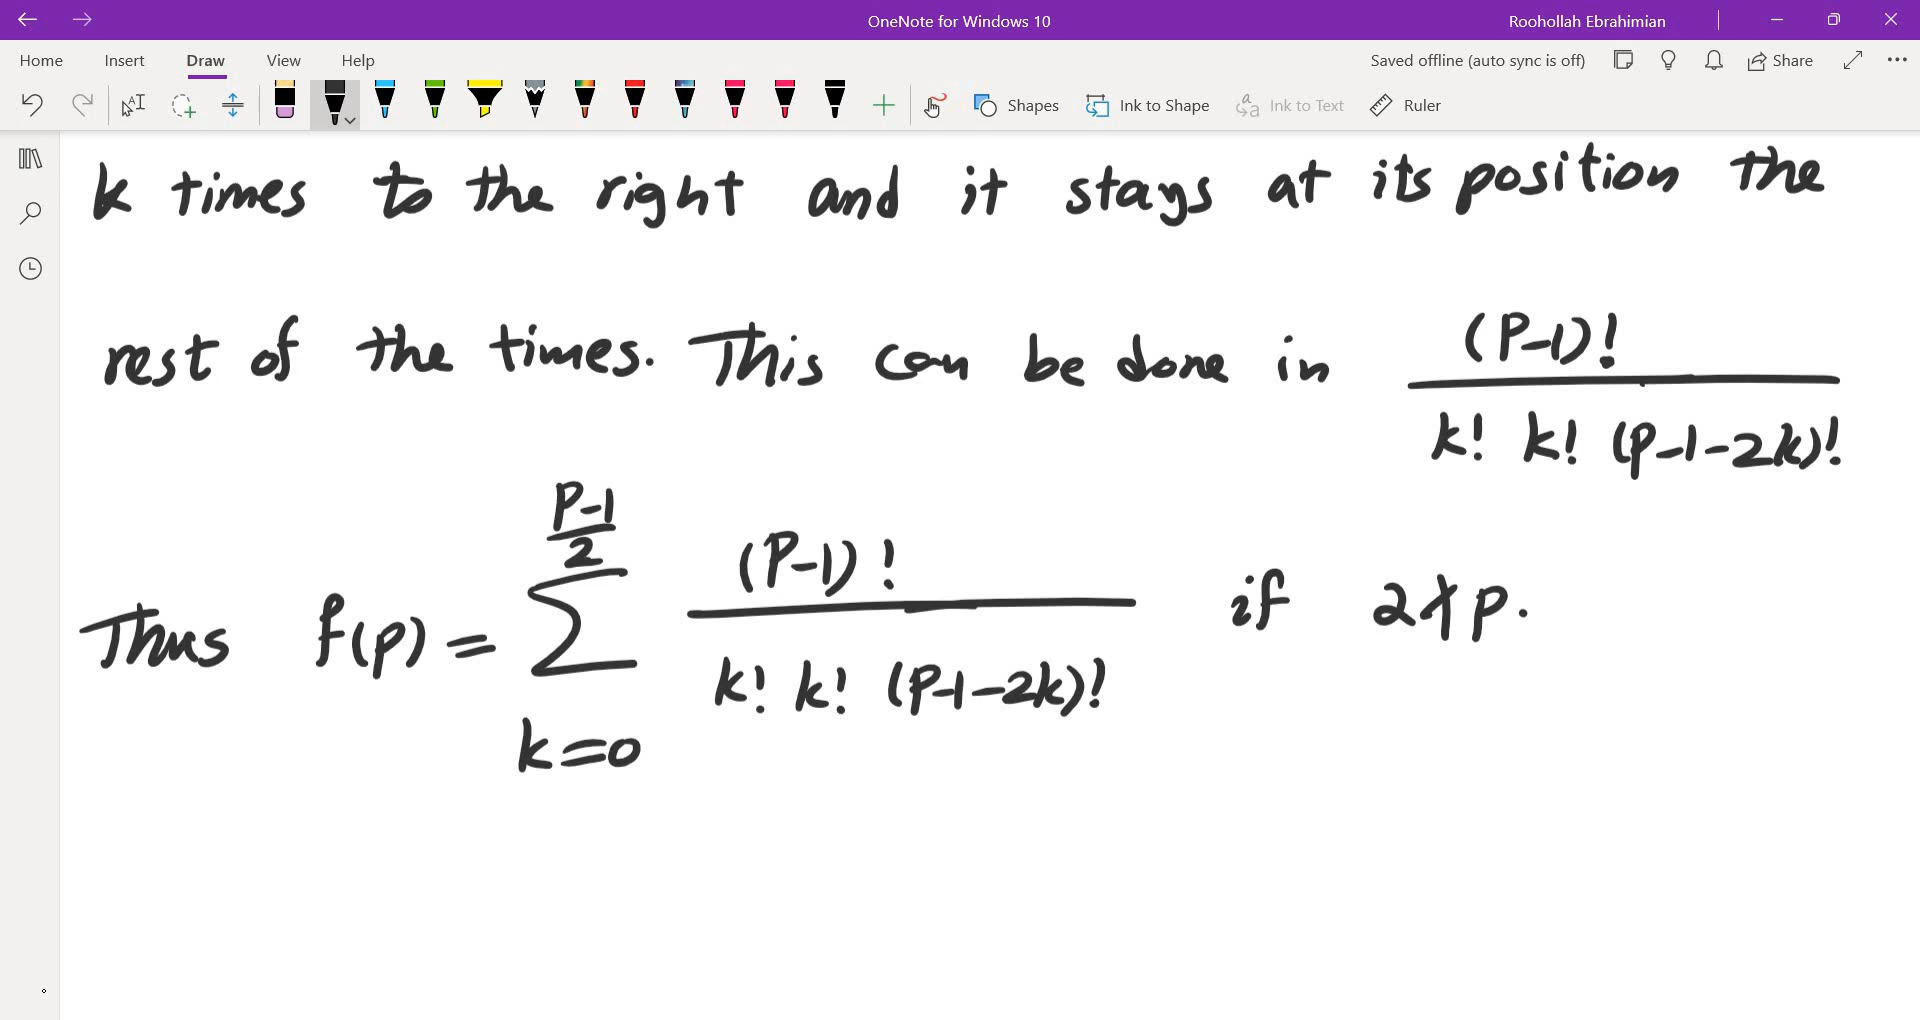 OneNote for Windows 10
Roohollah Ebrahimian
Home Insert Draw View Help
Saved offline (auto sync is off) Share
Shapes Ink to Shape Ink to Text Ruler
k times to the right and it stays at its position the
rest of the times. This can be done in (P-1)! / k! k! (P-1-2k)!
Thus f(p) = ∑_{k=0}^{\frac{P-1}{2}} (P-1)! / k! k! (P-1-2k)! if 2∤p.